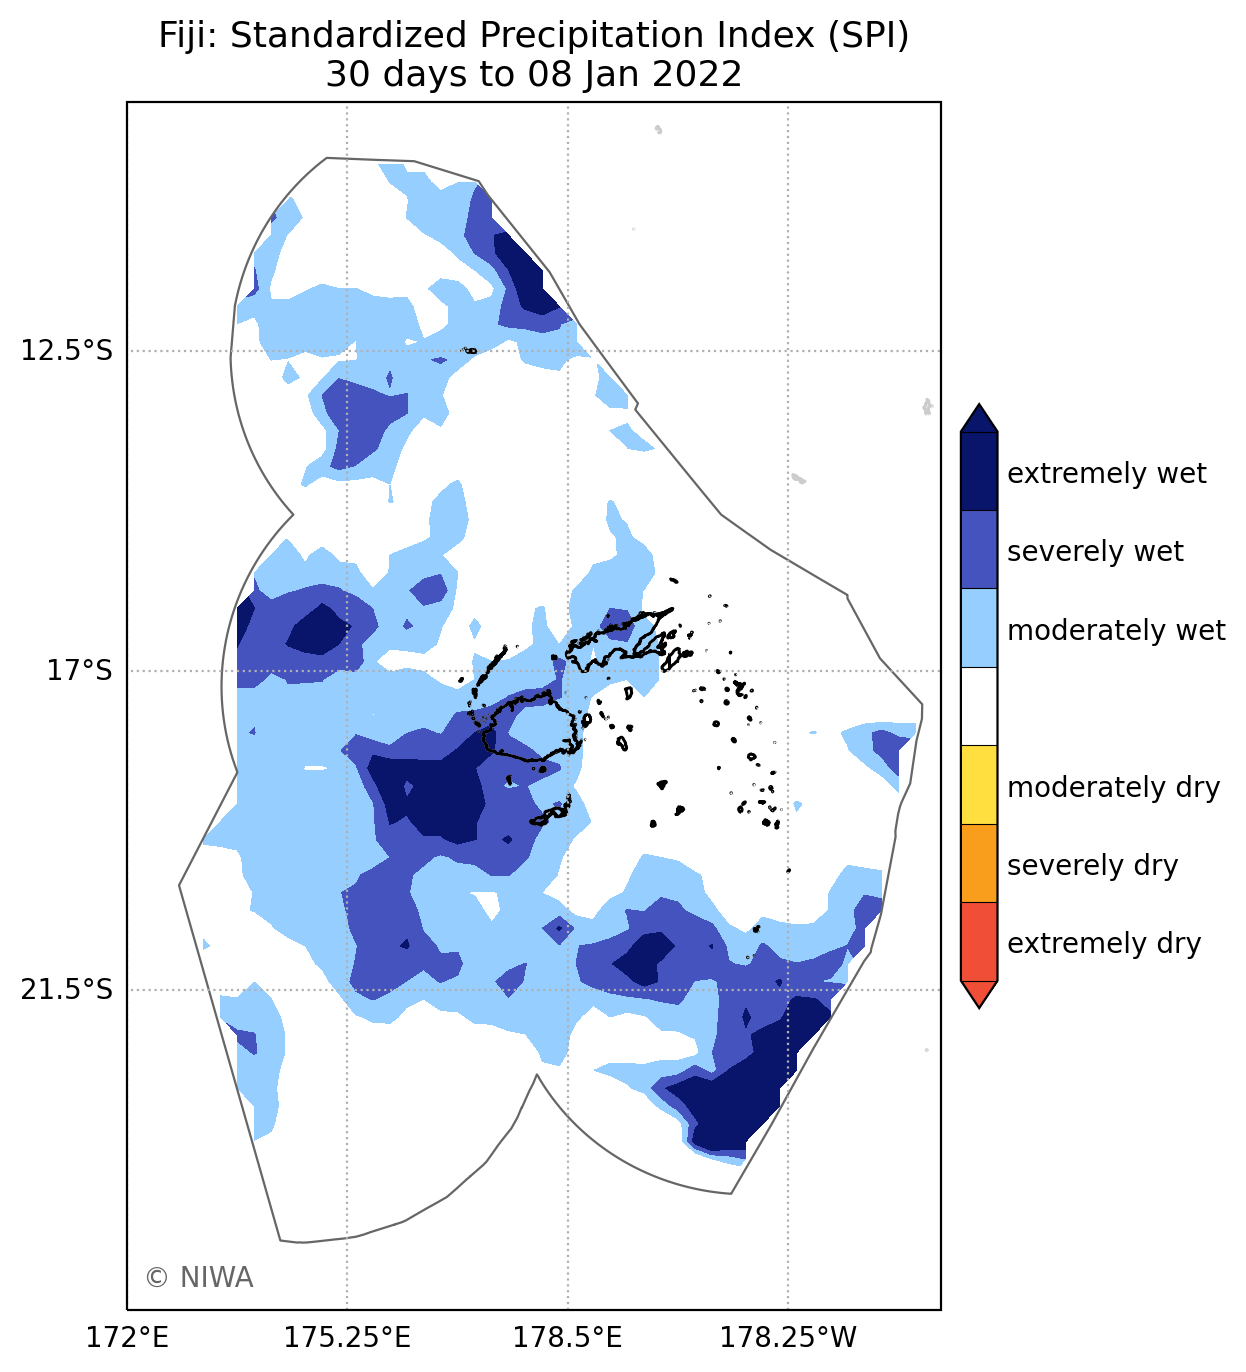 Fiji: Standardized Precipitation Index (SPI)
30 days to 08 Jan 2022
12.5°S
17°S
21.5°S
172°E
175.25°E
178.5°E
178.25°W
extremely wet
severely wet
moderately wet
moderately dry
severely dry
extremely dry
© NIWA